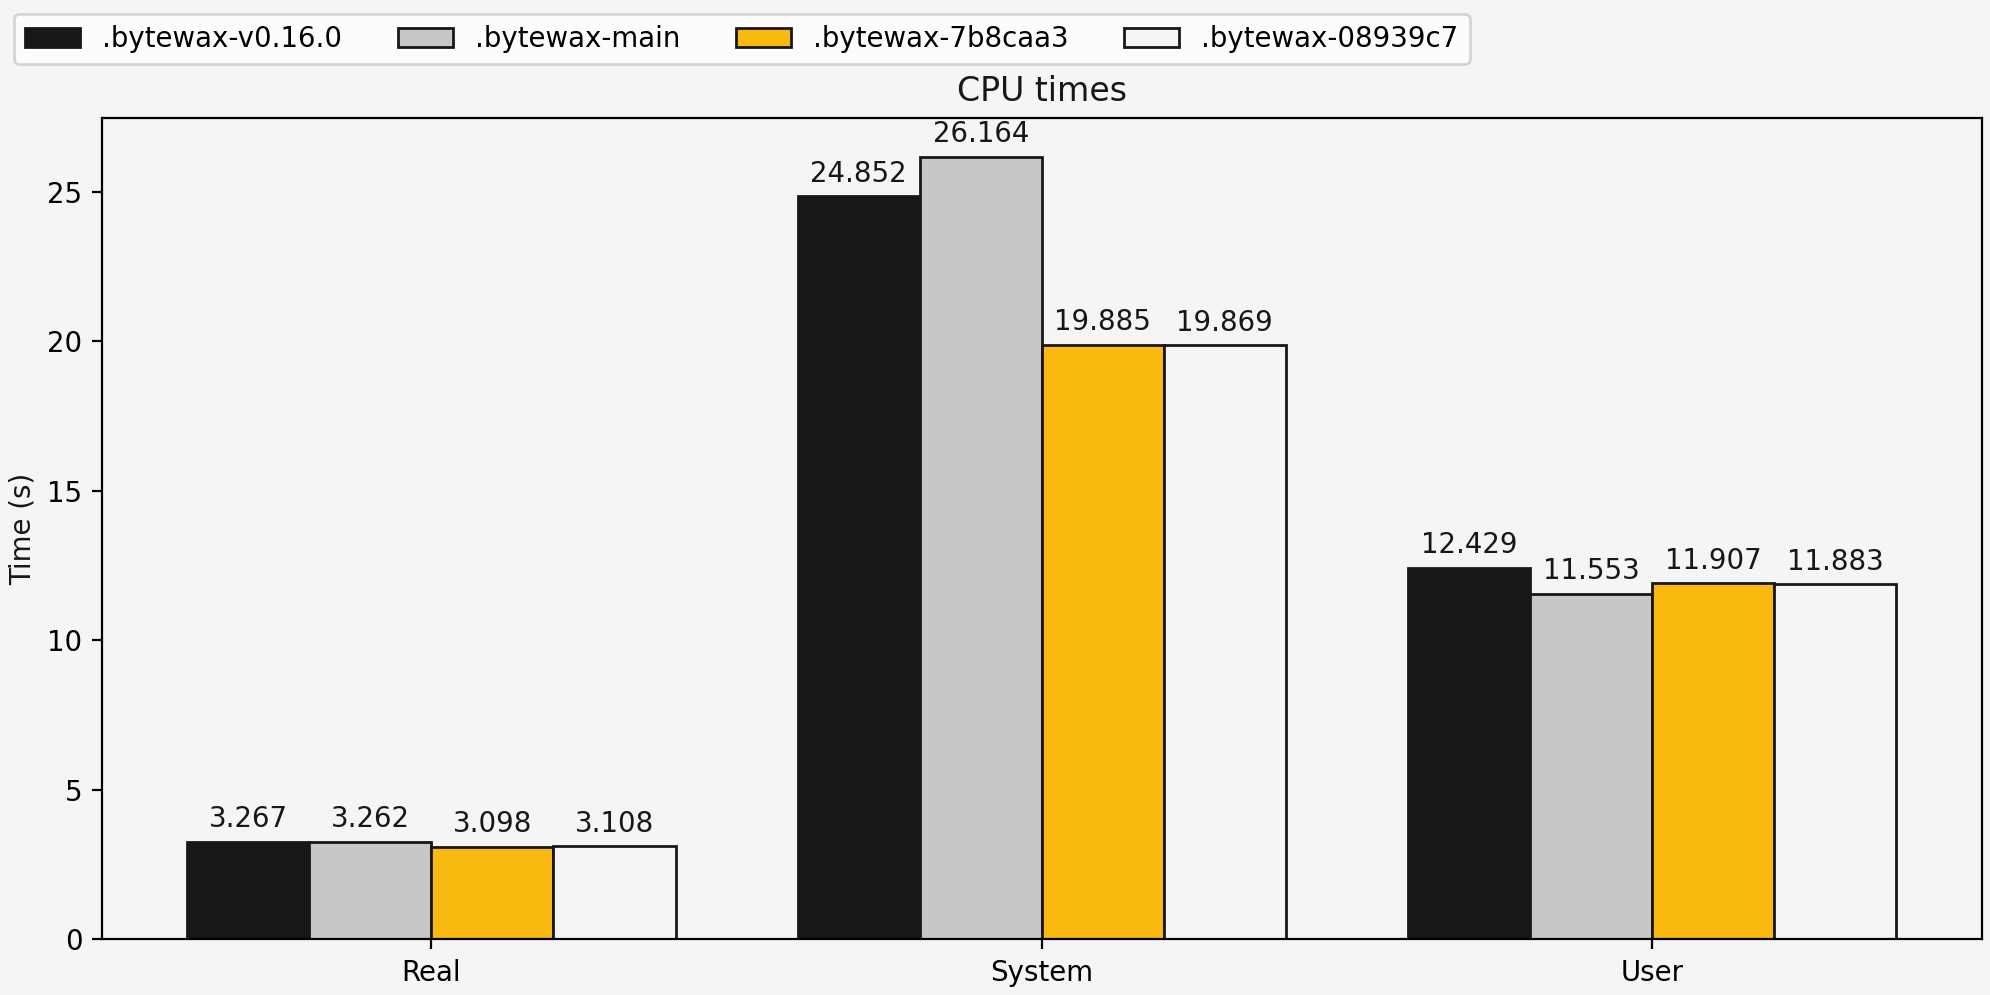 .bytewax-v0.16.0 .bytewax-main .bytewax-7b8caa3 .bytewax-08939c7
CPU times
Time (s)
25
20
15
10
5
0
3.267 3.262 3.098 3.108
24.852 26.164 19.885 19.869
12.429 11.553 11.907 11.883
Real System User